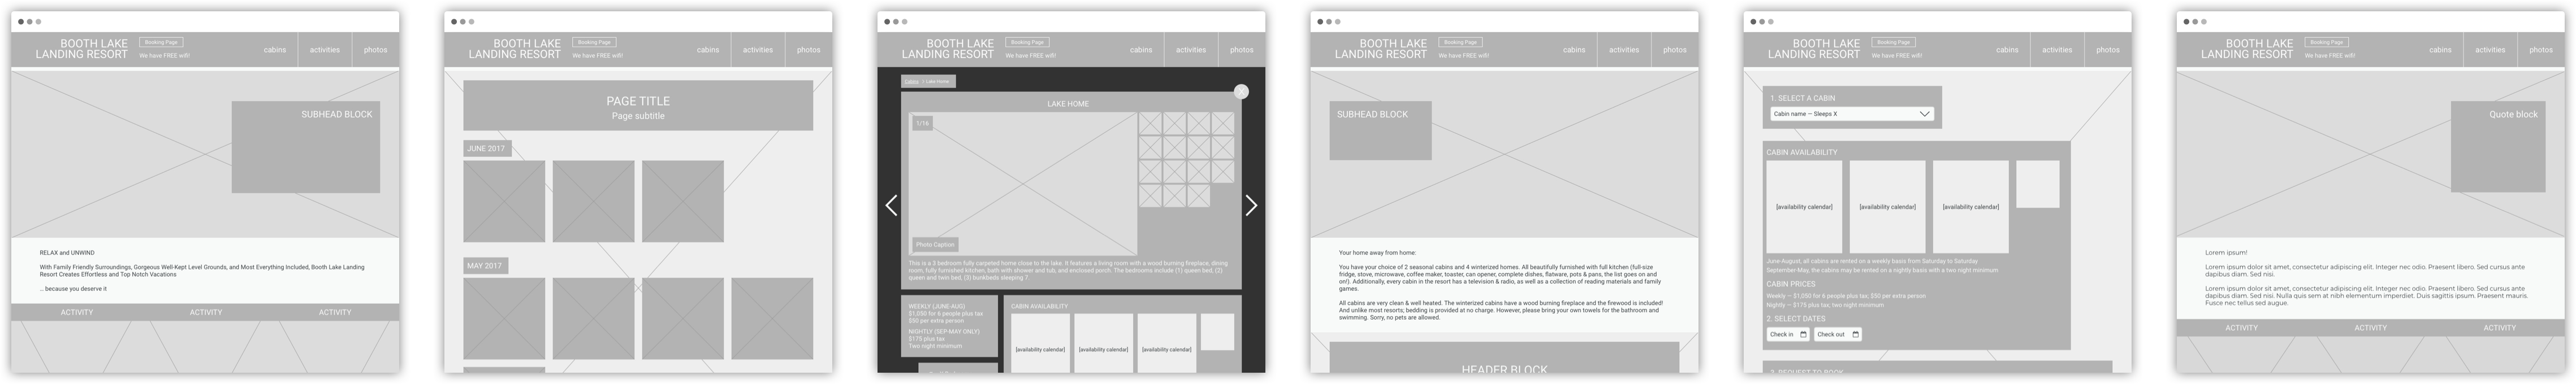 BOOTH LAKE
LANDING RESORT
Booking Page
We have FREE wifi!
cabins
activities
photos
SUBHEAD BLOCK
RELAX and UNWIND
With Family Friendly Surroundings, Gorgeous Well-Kept Level Grounds, and Most Everything Included, Booth Lake Landing
Resort Creates Effortless and Top Notch Vacations
... because you deserve it
ACTIVITY
ACTIVITY
ACTIVITY
BOOTH LAKE
LANDING RESORT
Booking Page
We have FREE wifi!
cabins
activities
photos
PAGE TITLE
Page subtitle
JUNE 2017
MAY 2017
BOOTH LAKE
LANDING RESORT
Booking Page
We have FREE wifi!
cabins
activities
photos
Cabins / Lake Home
X
LAKE HOME
1/16
Photo Caption
This is a 3 bedroom fully carpeted home close to the lake. It features a living room with a wood burning fireplace, dining
room, fully furnished kitchen, bath with shower and tub, and enclosed porch. The bedrooms include (1) queen bed, (2)
queen and twin bed, (3) bunkbeds sleeping 7.
WEEKLY (JUNE-AUG)
$1,050 for 6 people plus tax
$50 per extra person
NIGHTLY (SEP-MAY ONLY)
$175 plus tax
Two night minimum
CABIN AVAILABILITY
[availability calendar]
[availability calendar]
[availability calendar]
BOOTH LAKE
LANDING RESORT
Booking Page
We have FREE wifi!
cabins
activities
photos
SUBHEAD BLOCK
Your home away from home:
You have your choice of 2 seasonal cabins and 4 winterized homes. All beautifully furnished with full kitchen (full-size
fridge, stove, microwave, coffee maker, toaster, can opener, complete dishes, flatware, pots & pans, the list goes on and
on!). Additionally, every cabin in the resort has a television & radio, as well as a collection of reading materials and family
games.
All cabins are very clean & well heated. The winterized cabins have a wood burning fireplace and the firewood is included!
And unlike most resorts; bedding is provided at no charge. However, please bring your own towels for the bathroom and
swimming. Sorry, no pets are allowed.
HEADER BLOCK
BOOTH LAKE
LANDING RESORT
Booking Page
We have FREE wifi!
cabins
activities
photos
1. SELECT A CABIN
Cabin name — Sleeps X
CABIN AVAILABILITY
[availability calendar]
[availability calendar]
[availability calendar]
June-August, all cabins are rented on a weekly basis from Saturday to Saturday
September-May, the cabins may be rented on a nightly basis with a two night minimum
CABIN PRICES
Weekly — $1,050 for 6 people plus tax; $50 per extra person
Nightly — $175 plus tax; two night minimum
2. SELECT DATES
Check in
Check out
3. REQUEST TO BOOK
BOOTH LAKE
LANDING RESORT
Booking Page
We have FREE wifi!
cabins
activities
photos
Quote block
Lorem ipsum!
Lorem ipsum dolor sit amet, consectetur adipiscing elit. Integer nec odio. Praesent libero. Sed cursus ante
dapibus diam. Sed nisi.
Lorem ipsum dolor sit amet, consectetur adipiscing elit. Integer nec odio. Praesent libero. Sed cursus ante
dapibus diam. Sed nisi. Nulla quis sem at nibh elementum imperdiet. Duis sagittis ipsum. Praesent mauris.
Fusce nec tellus sed augue.
ACTIVITY
ACTIVITY
ACTIVITY